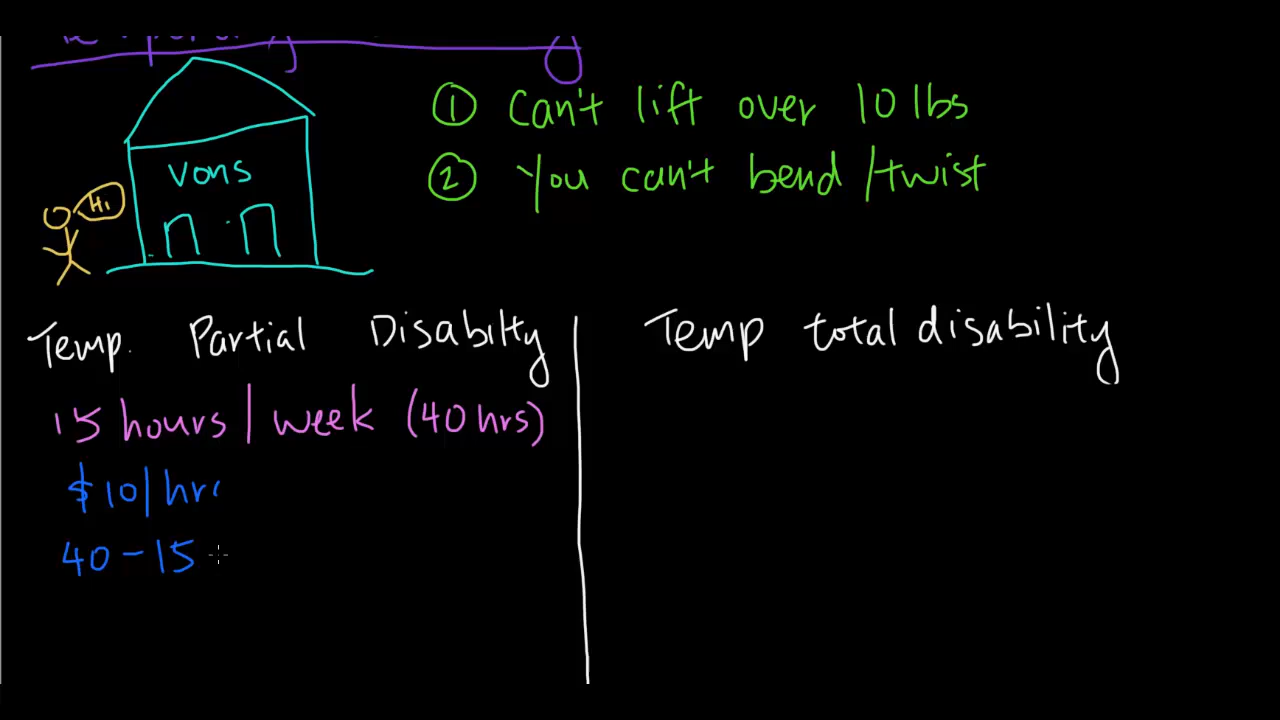 ① Can't lift over 10 lbs
② You can't bend/twist
Vons
Hi
Temp. Partial Disabilty
15 hours/week (40 hrs)
$10/hr
40-15
Temp total disability